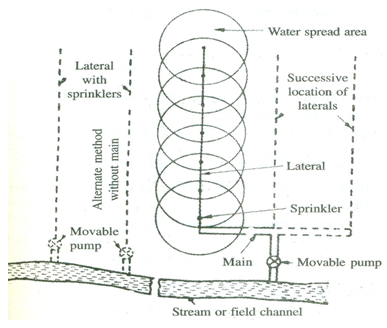 Water spread area
Lateral
with
sprinklers
Successive
location of
laterals
Alternate method
without main
Lateral
Sprinkler
Movable
pump
Main
Movable pump
Stream or field channel